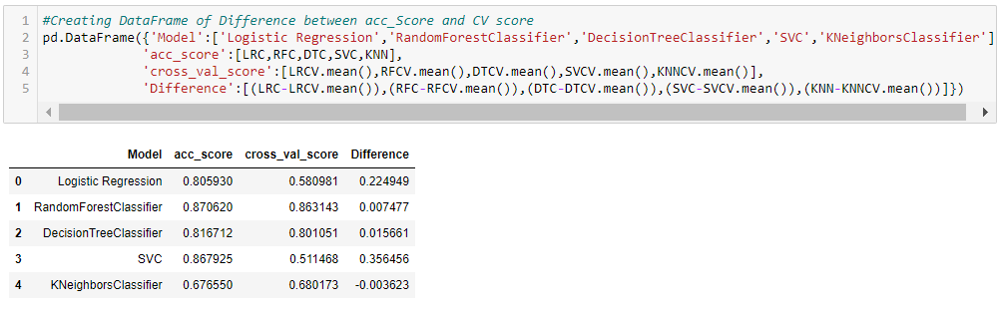 1 #Creating DataFrame of Difference between acc_Score and CV score
2 pd.DataFrame({'Model':['Logistic Regression','RandomForestClassifier','DecisionTreeClassifier','SVC','KNeighborsClassifier']
3 'acc_score':[LRC,RFC,DTC,SVC,KNN],
4 'cross_val_score':[LRCV.mean(),RFCV.mean(),DTCV.mean(),SVCV.mean(),KNNCV.mean()],
5 'Difference':[(LRC-LRCV.mean()),(RFC-RFCV.mean()),(DTC-DTCV.mean()),(SVC-SVCV.mean()),(KNN-KNNCV.mean())]})
Model acc_score cross_val_score Difference
0 Logistic Regression 0.805930 0.580981 0.224949
1 RandomForestClassifier 0.870620 0.863143 0.007477
2 DecisionTreeClassifier 0.816712 0.801051 0.015661
3 SVC 0.867925 0.511468 0.356456
4 KNeighborsClassifier 0.676550 0.680173 -0.003623